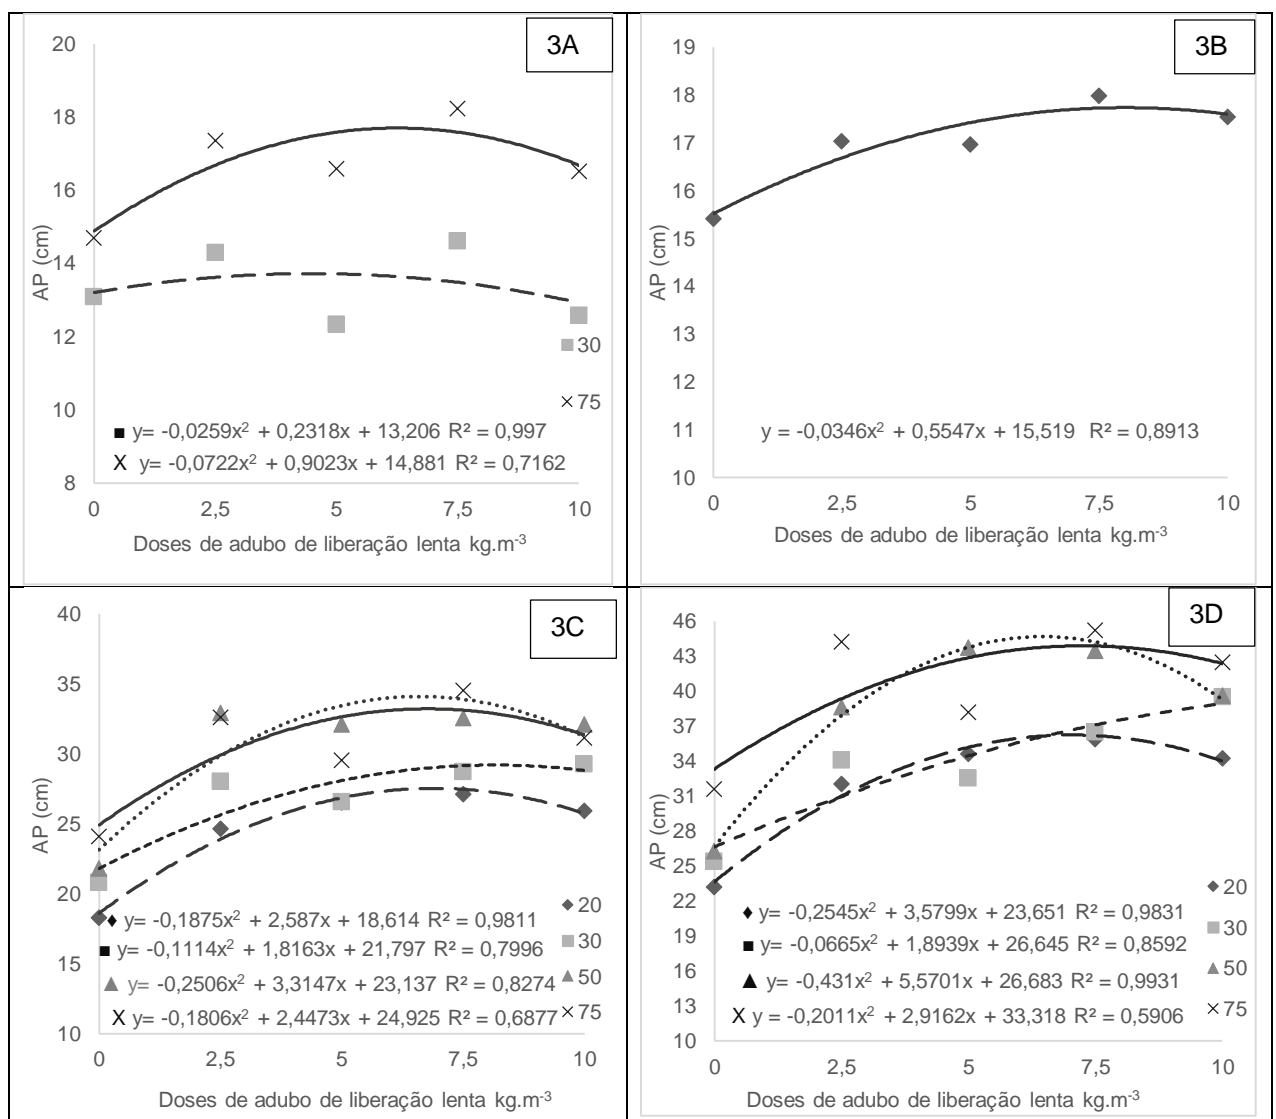 3A
20
18
16
14
12
10
8
AP (cm)
30
75
y= -0,0259x² + 0,2318x + 13,206 R² = 0,997
X y= -0,0722x² + 0,9023x + 14,881 R² = 0,7162
0 2,5 5 7,5 10
Doses de adubo de liberação lenta kg.m⁻³
3B
19
18
17
16
15
14
13
12
11
10
AP (cm)
y = -0,0346x² + 0,5547x + 15,519 R² = 0,8913
0 2,5 5 7,5 10
Doses de adubo de liberação lenta kg.m⁻³
3C
40
35
30
25
20
15
10
AP (cm)
y= -0,1875x² + 2,587x + 18,614 R² = 0,9811
y= -0,1114x² + 1,8163x + 21,797 R² = 0,7996
y= -0,2506x² + 3,3147x + 23,137 R² = 0,8274
X y= -0,1806x² + 2,4473x + 24,925 R² = 0,6877
20
30
50
75
0 2,5 5 7,5 10
Doses de adubo de liberação lenta kg.m⁻³
3D
46
43
40
37
34
31
28
25
22
19
16
13
10
AP (cm)
y= -0,2545x² + 3,5799x + 23,651 R² = 0,9831
y= -0,0665x² + 1,8939x + 26,645 R² = 0,8592
y= -0,431x² + 5,5701x + 26,683 R² = 0,9931
X y = -0,2011x² + 2,9162x + 33,318 R² = 0,5906
20
30
50
75
0 2,5 5 7,5 10
Doses de adubo de liberação lenta kg.m⁻³